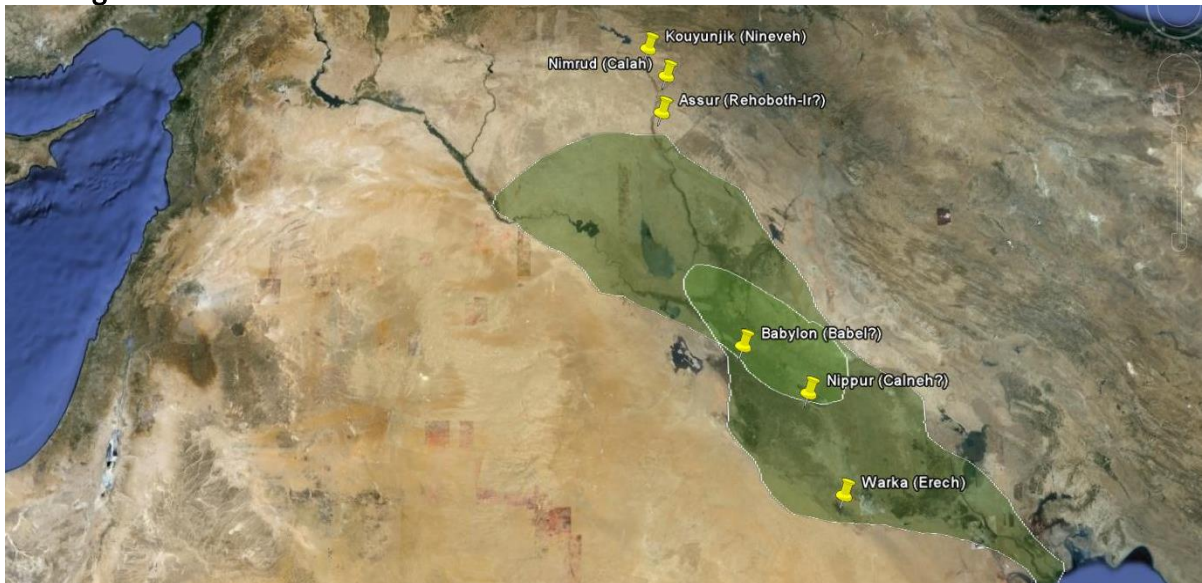 Kouyunjik (Nineveh)
Nimrud (Calah)
Assur (Rehoboth-Ir?)
Babylon (Babel?)
Nippur (Calneh?)
Warka (Erech)